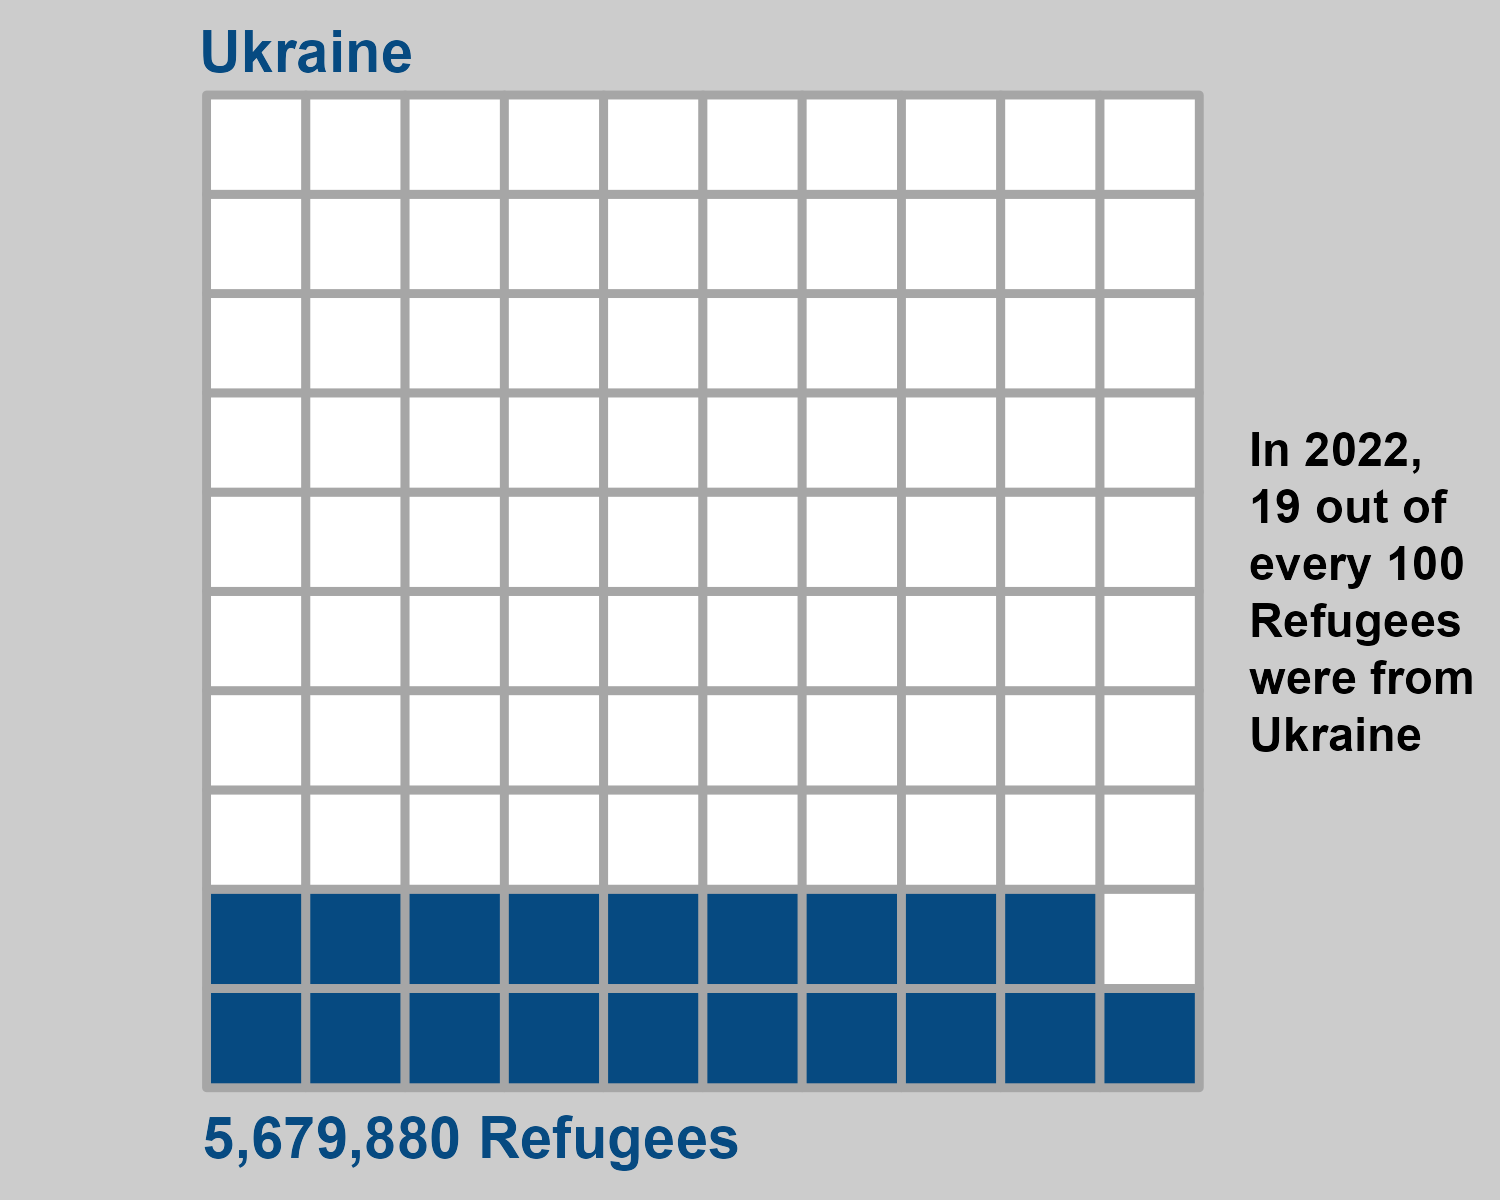 Ukraine
In 2022,
19 out of
every 100
Refugees
were from
Ukraine
5,679,880 Refugees